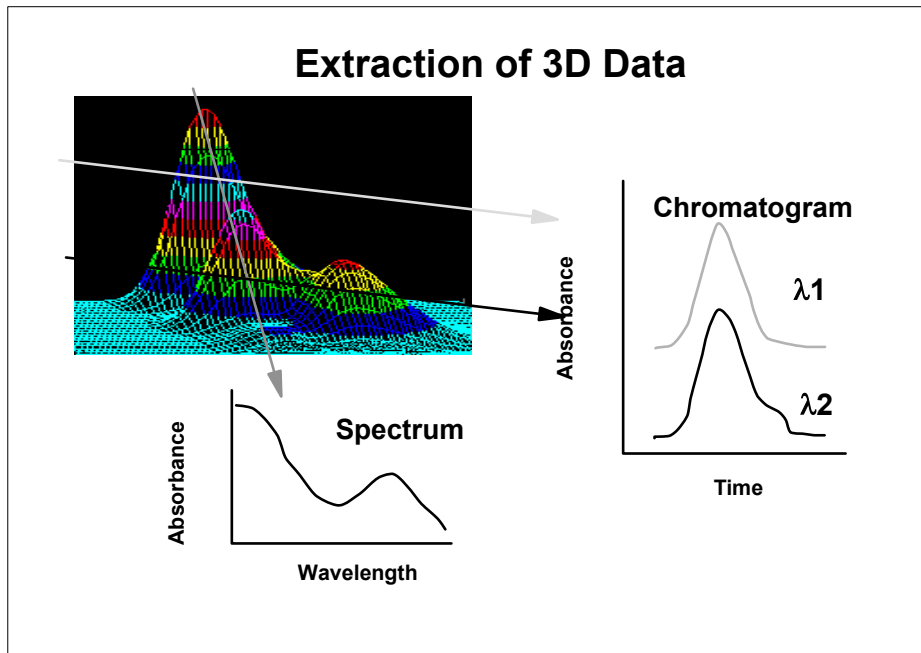 Extraction of 3D Data
Chromatogram
Absorbance
λ1
λ2
Time
Spectrum
Absorbance
Wavelength